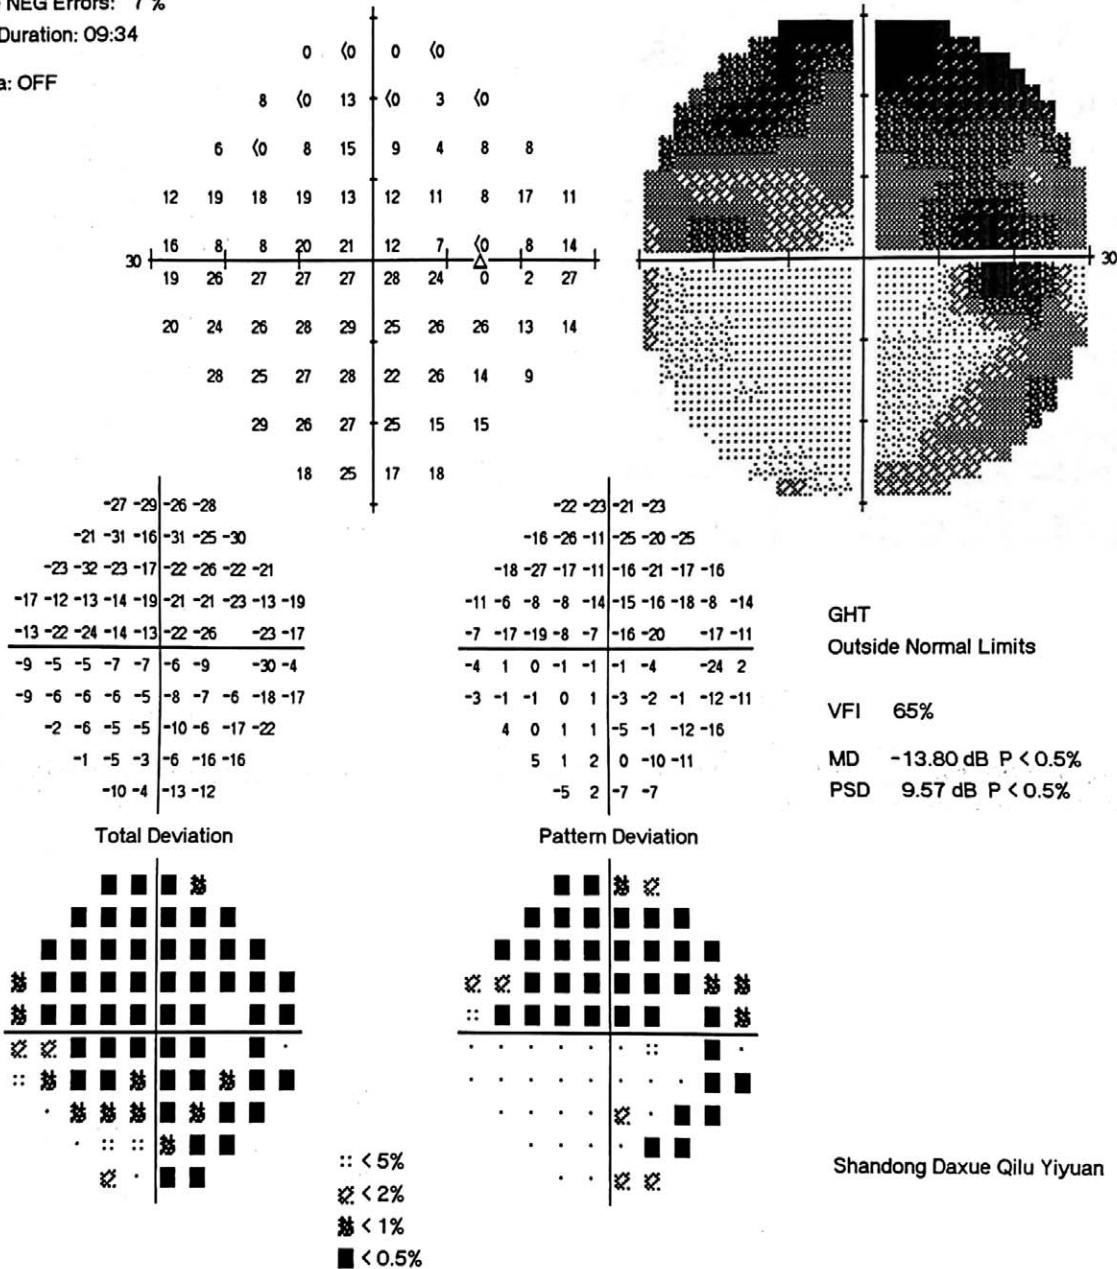 NEG Errors: 7 %
Duration: 09:34
a: OFF
0 <0 0 <0
8 <0 13 <0 3 <0
6 <0 8 15 9 4 8 8
12 19 18 19 13 12 11 8 17 11
16 8 8 20 21 12 7 <0 8 14
30 30
19 26 27 27 27 28 24 0 2 27
20 24 26 28 29 25 26 26 13 14
28 25 27 28 22 26 14 9
29 26 27 25 15 15
18 25 17 18
-27 -29 -26 -28
-21 -31 -16 -31 -25 -30
-23 -32 -23 -17 -22 -26 -22 -21
-17 -12 -13 -14 -19 -21 -21 -23 -13 -19
-13 -22 -24 -14 -13 -22 -26 -23 -17
-9 -5 -5 -7 -7 -6 -9 -30 -4
-9 -6 -6 -6 -5 -8 -7 -6 -18 -17
-2 -6 -5 -5 -10 -6 -17 -22
-1 -5 -3 -6 -16 -16
-10 -4 -13 -12
Total Deviation
-22 -23 -21 -23
-16 -26 -11 -25 -20 -25
-18 -27 -17 -11 -16 -21 -17 -16
-11 -6 -8 -8 -14 -15 -16 -18 -8 -14
-7 -17 -19 -8 -7 -16 -20 -17 -11
-4 1 0 -1 -1 -1 -4 -24 2
-3 -1 -1 0 1 -3 -2 -1 -12 -11
4 0 1 1 -5 -1 -12 -16
5 1 2 0 -10 -11
-5 2 -7 -7
Pattern Deviation
GHT
Outside Normal Limits
VFI 65%
MD -13.80 dB P < 0.5%
PSD 9.57 dB P < 0.5%
< 5%
< 2%
< 1%
< 0.5%
Shandong Daxue Qilu Yiyuan